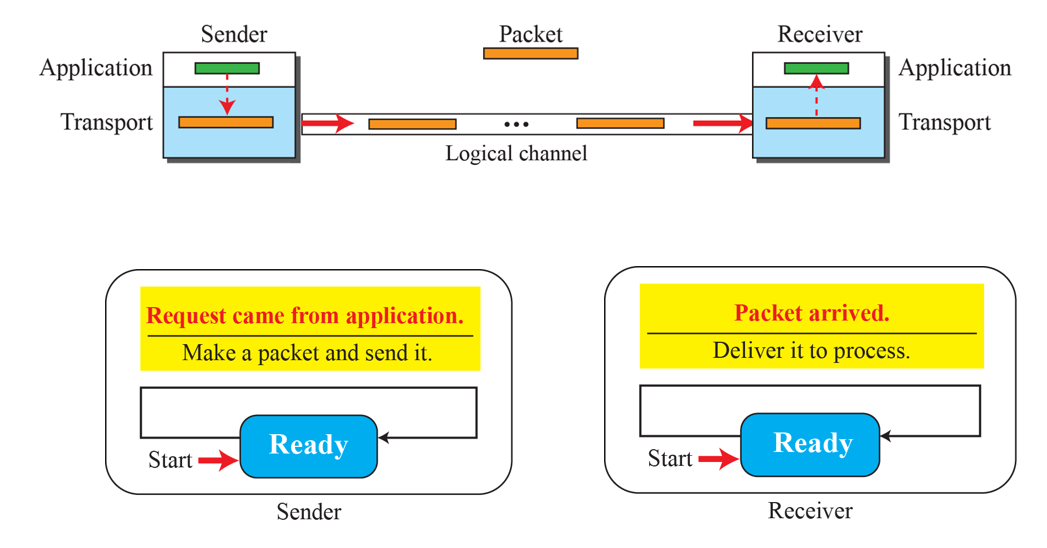 Sender
Packet
Receiver
Application
Application
Transport
Transport
Logical channel
Request came from application.
Make a packet and send it.
Ready
Start
Sender
Packet arrived.
Deliver it to process.
Ready
Start
Receiver